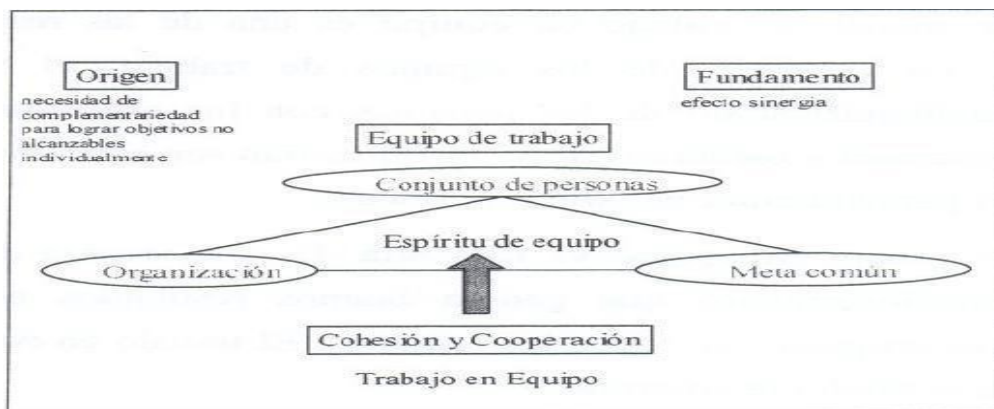 Origen
necesidad de
complementariedad
para lograr objetivos no
alcanzables
individualmente
Fundamento
efecto sinergia
Equipo de trabajo
Conjunto de personas
Espíritu de equipo
Organización
Meta común
Cohesión y Cooperación
Trabajo en Equipo